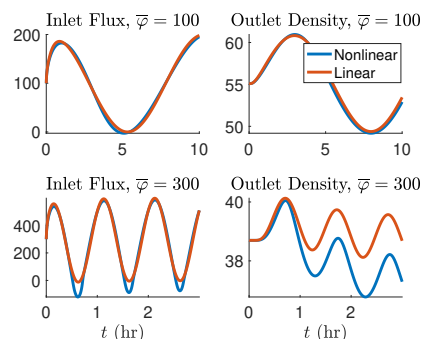 Inlet Flux, φ̅ = 100
Outlet Density, φ̅ = 100
200
100
0
0
5
10
60
55
50
0
5
10
Nonlinear
Linear
Inlet Flux, φ̅ = 300
Outlet Density, φ̅ = 300
400
200
0
0
1
2
t (hr)
40
38
0
1
2
t (hr)